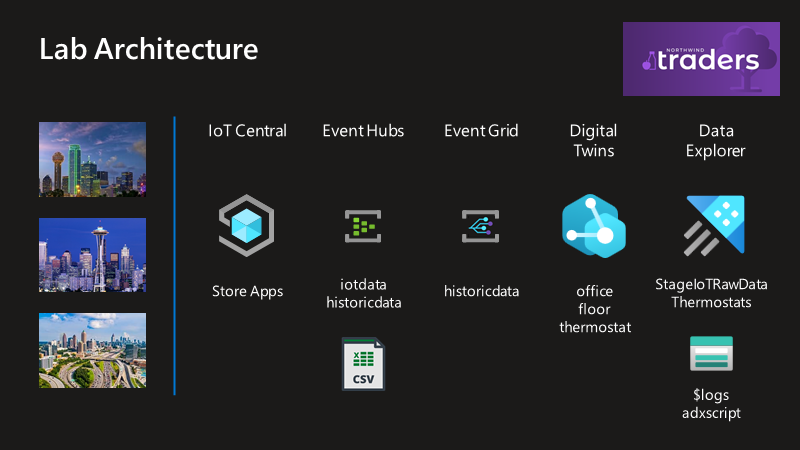 Lab Architecture
NORTHWIND
traders
IoT Central
Event Hubs
Event Grid
Digital
Twins
Data
Explorer
Store Apps
iotdata
historicdata
historicdata
office
floor
thermostat
StageIoTRawData
Thermostats
X
CSV
$logs
adxscript